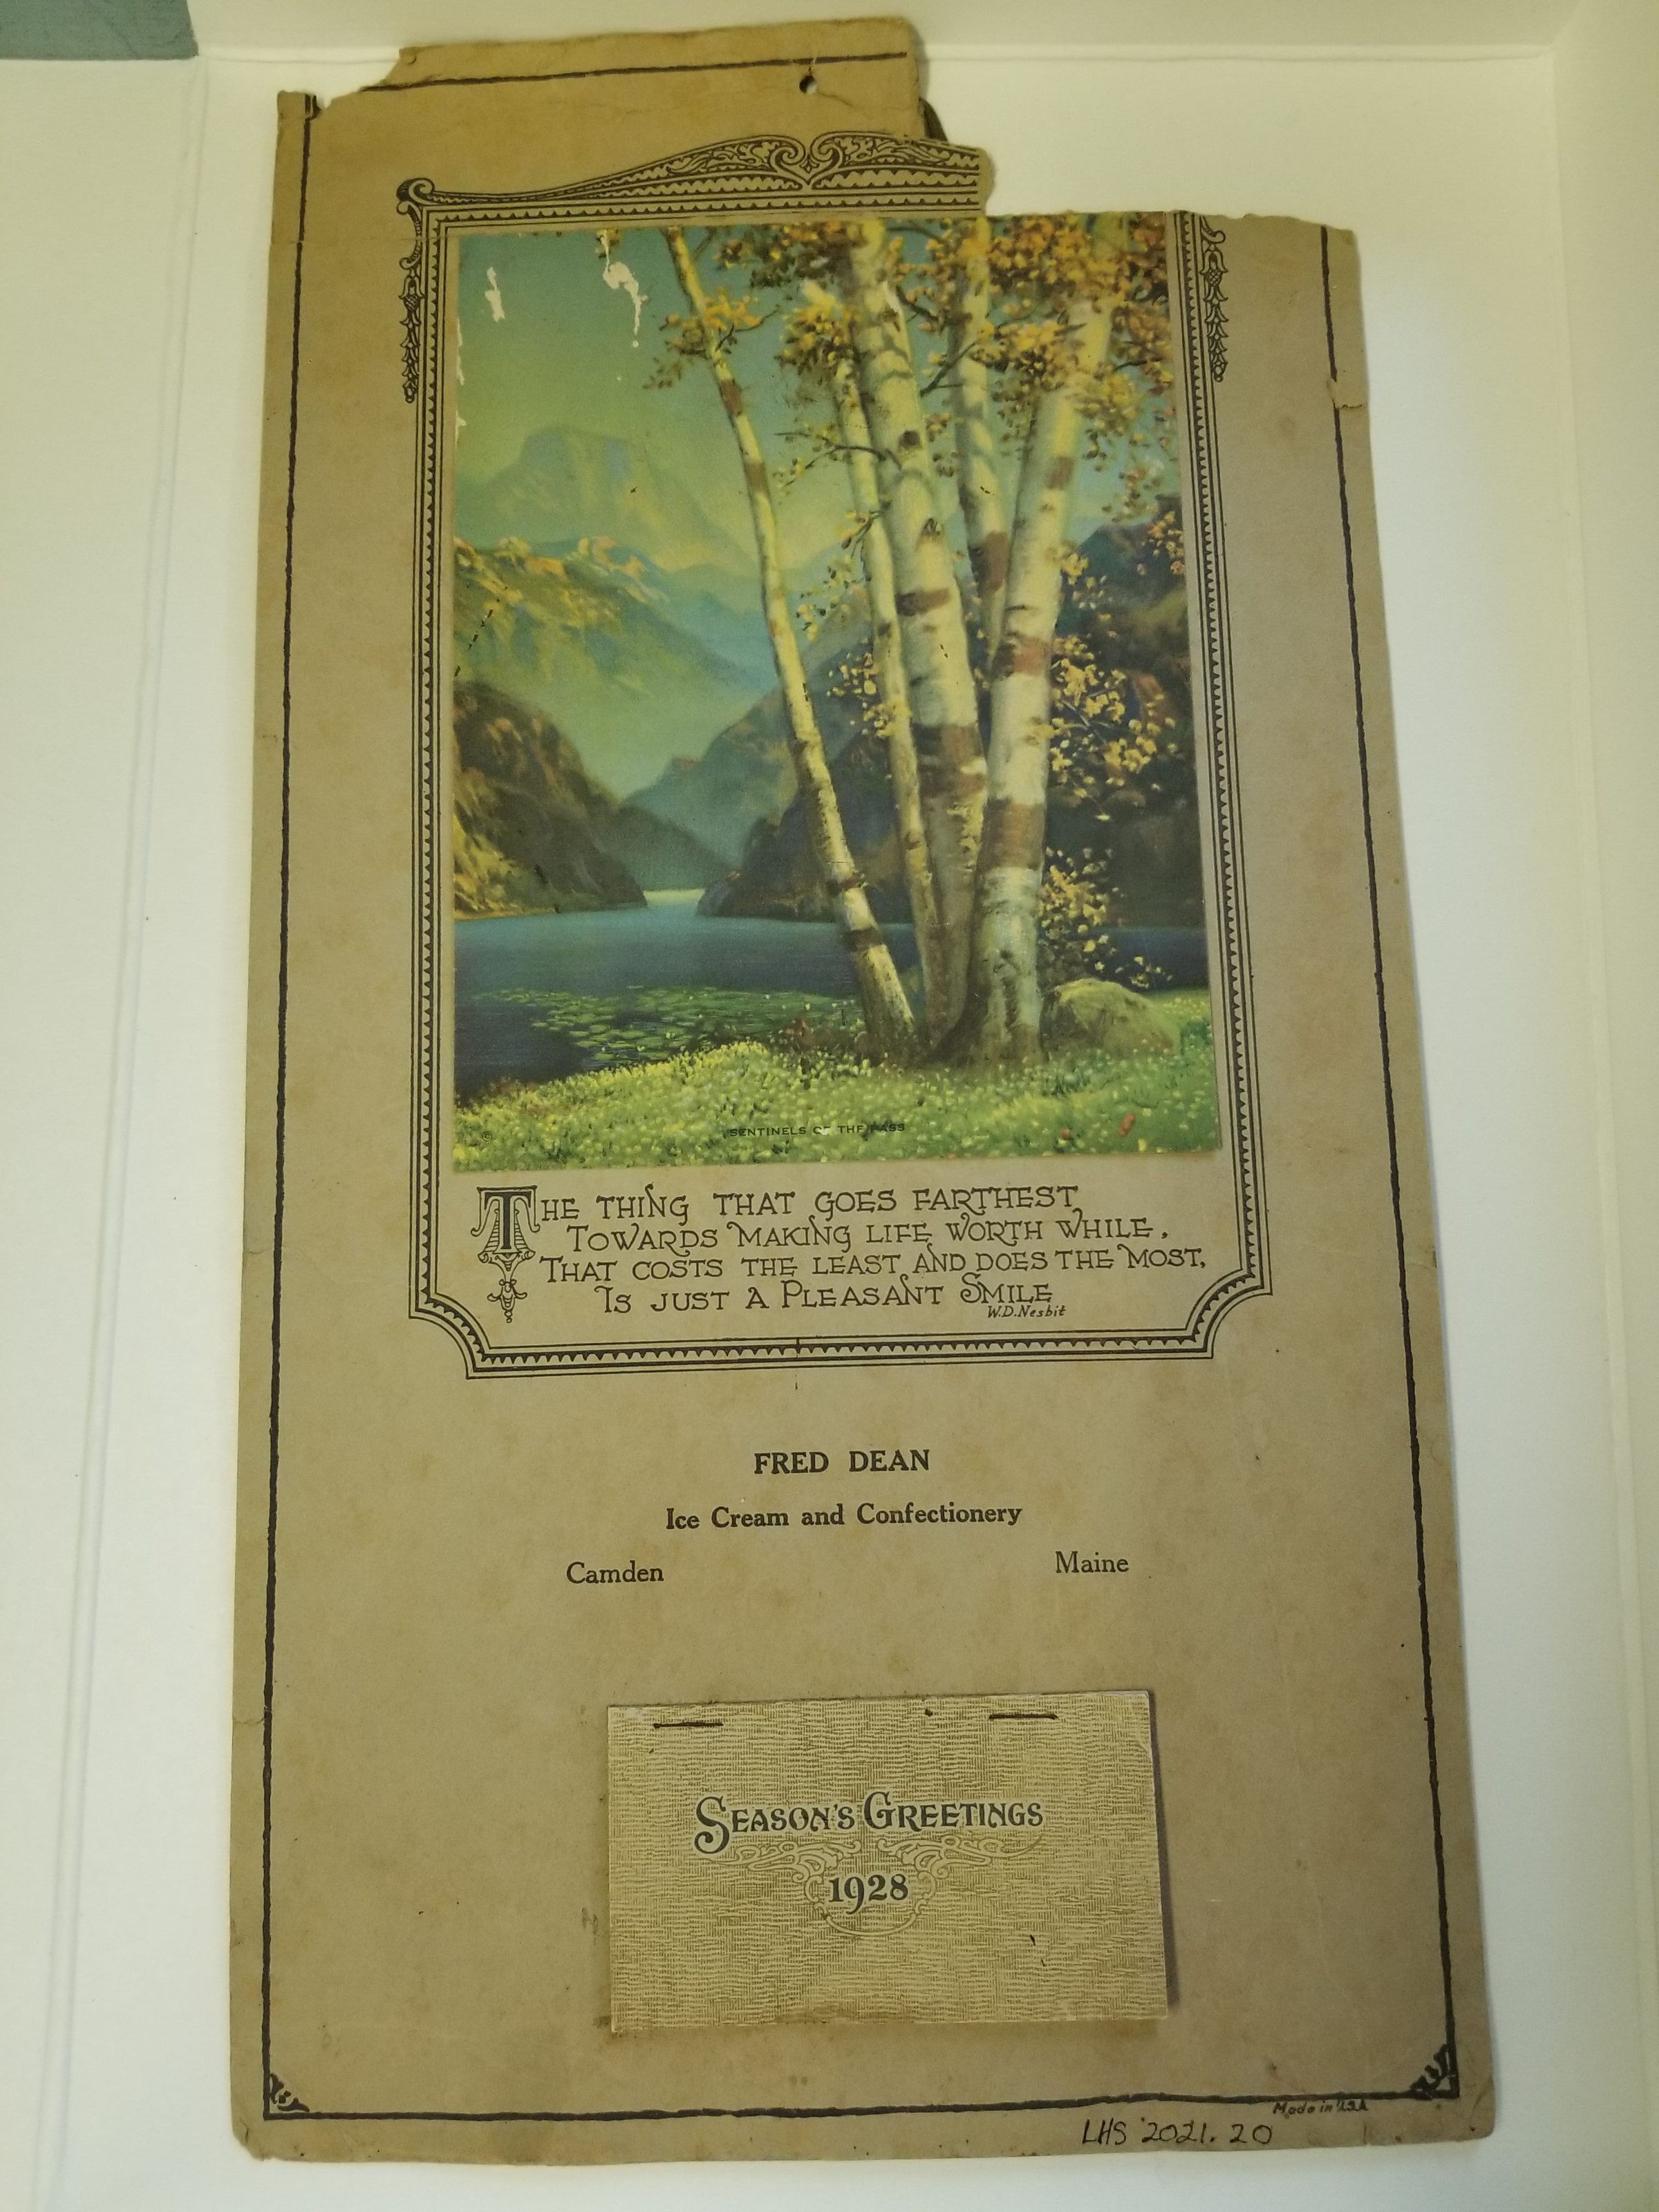 ©
SENTINELS OF THE PASS
THE THING THAT GOES FARTHEST
TOWARDS MAKING LIFE WORTH WHILE,
THAT COSTS THE LEAST AND DOES THE MOST,
IS JUST A PLEASANT SMILE
W.D.Nesbit
FRED DEAN
Ice Cream and Confectionery
Camden Maine
SEASON'S GREETINGS
1928
Made in USA
LHS 2021.20